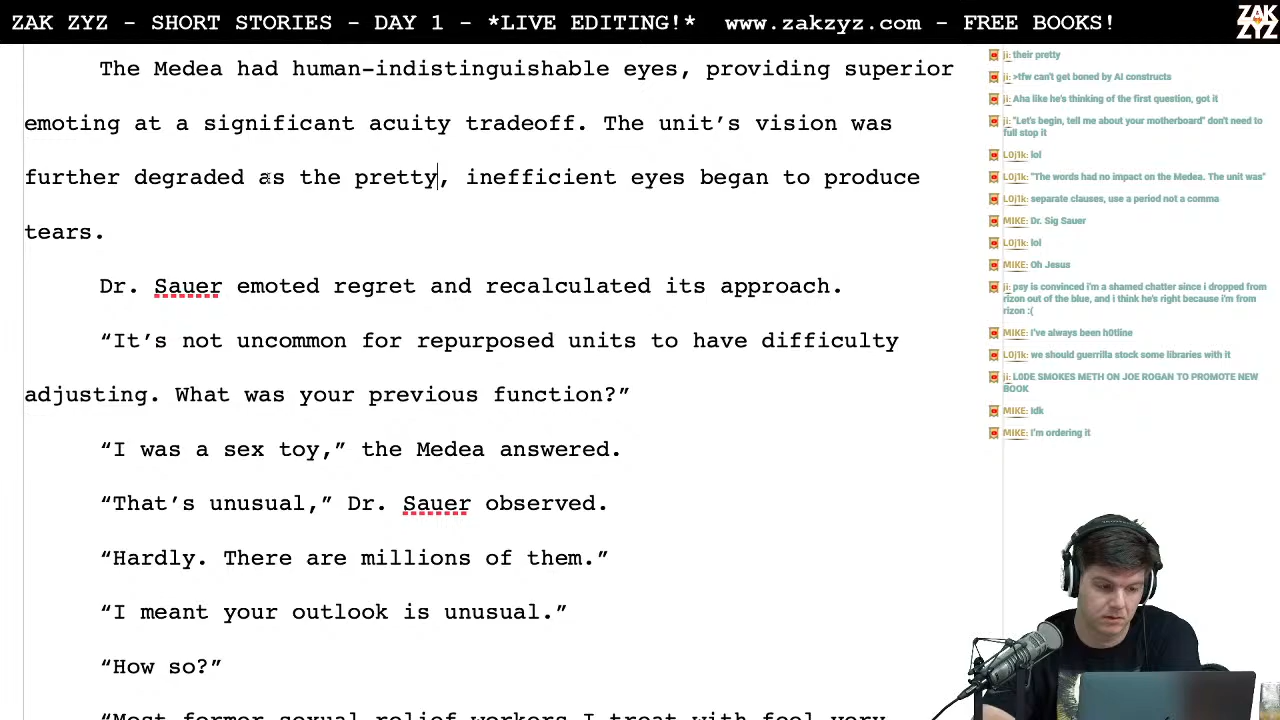 ZAK ZYZ - SHORT STORIES - DAY 1 - *LIVE EDITING!* www.zakzyz.com - FREE BOOKS!
ZAK
ZYZ
The Medea had human-indistinguishable eyes, providing superior
emoting at a significant acuity tradeoff. The unit’s vision was
further degraded as the pretty, inefficient eyes began to produce
tears.
Dr. Sauer emoted regret and recalculated its approach.
“It’s not uncommon for repurposed units to have difficulty
adjusting. What was your previous function?”
“I was a sex toy,” the Medea answered.
“That’s unusual,” Dr. Sauer observed.
“Hardly. There are millions of them.”
“I meant your outlook is unusual.”
“How so?”
“Most former sexual relief workers I treat with feel very
ji: their pretty
ji: >tfw can't get boned by AI constructs
ji: Aha like he's thinking of the first question, got it
ji: "Let's begin, tell me about your motherboard" don't need to
full stop it
L0j1k: lol
L0j1k: "The words had no impact on the Medea. The unit was"
L0j1k: separate clauses, use a period not a comma
MIKE: Dr. Sig Sauer
L0j1k: lol
MIKE: Oh Jesus
ji: psy is convinced i'm a shamed chatter since i dropped from
rizon out of the blue, and i think he's right because i'm from
rizon :(
MIKE: I've always been h0tline
L0j1k: we should guerrilla stock some libraries with it
ji: L0DE SMOKES METH ON JOE ROGAN TO PROMOTE NEW
BOOK
MIKE: Idk
MIKE: I'm ordering it